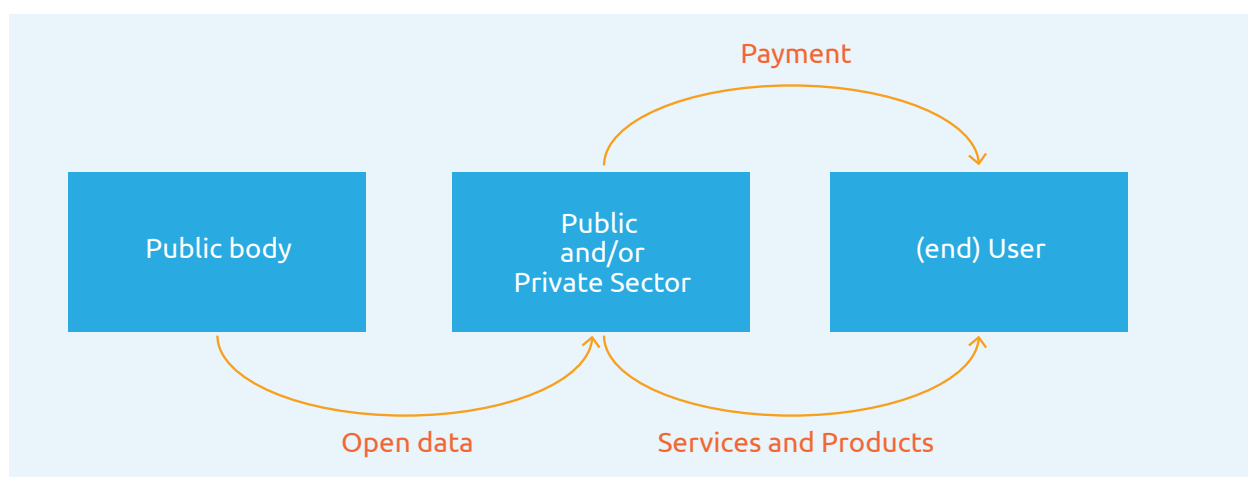 Payment
Public body
Public
and/or
Private Sector
(end) User
Open data
Services and Products